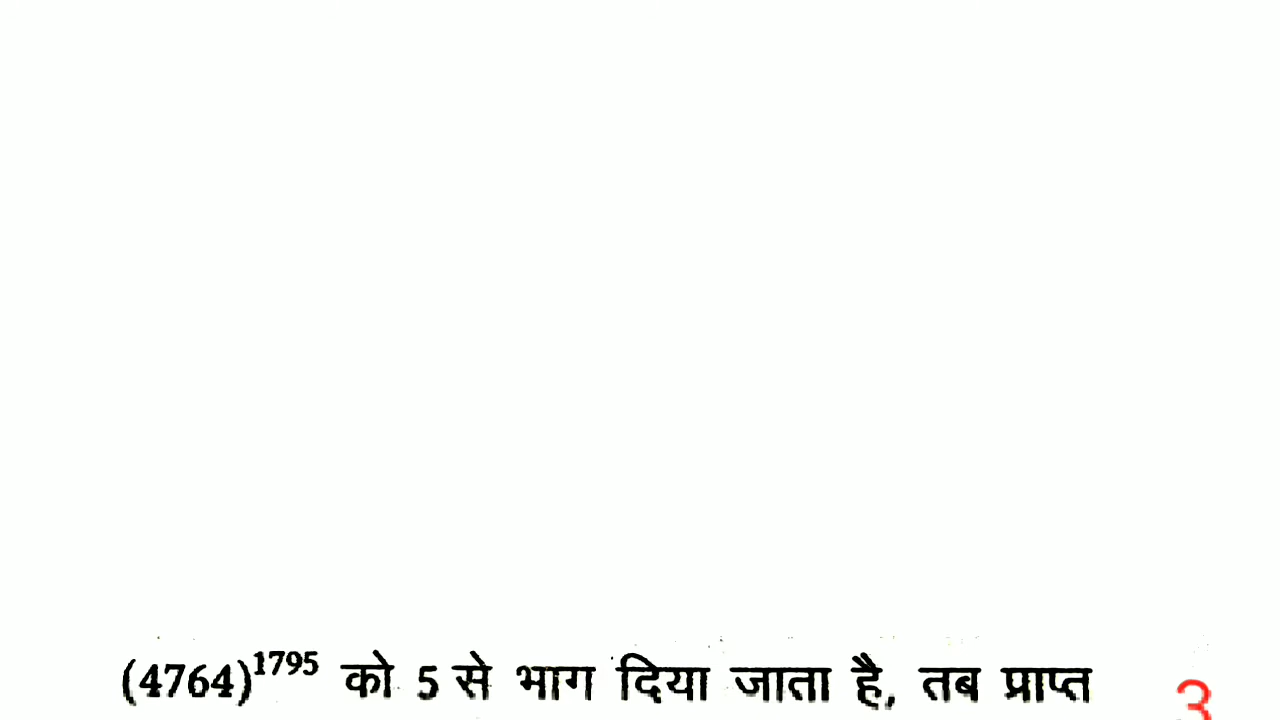 (4764)¹⁷⁹⁵ को 5 से भाग दिया जाता है, तब प्राप्त